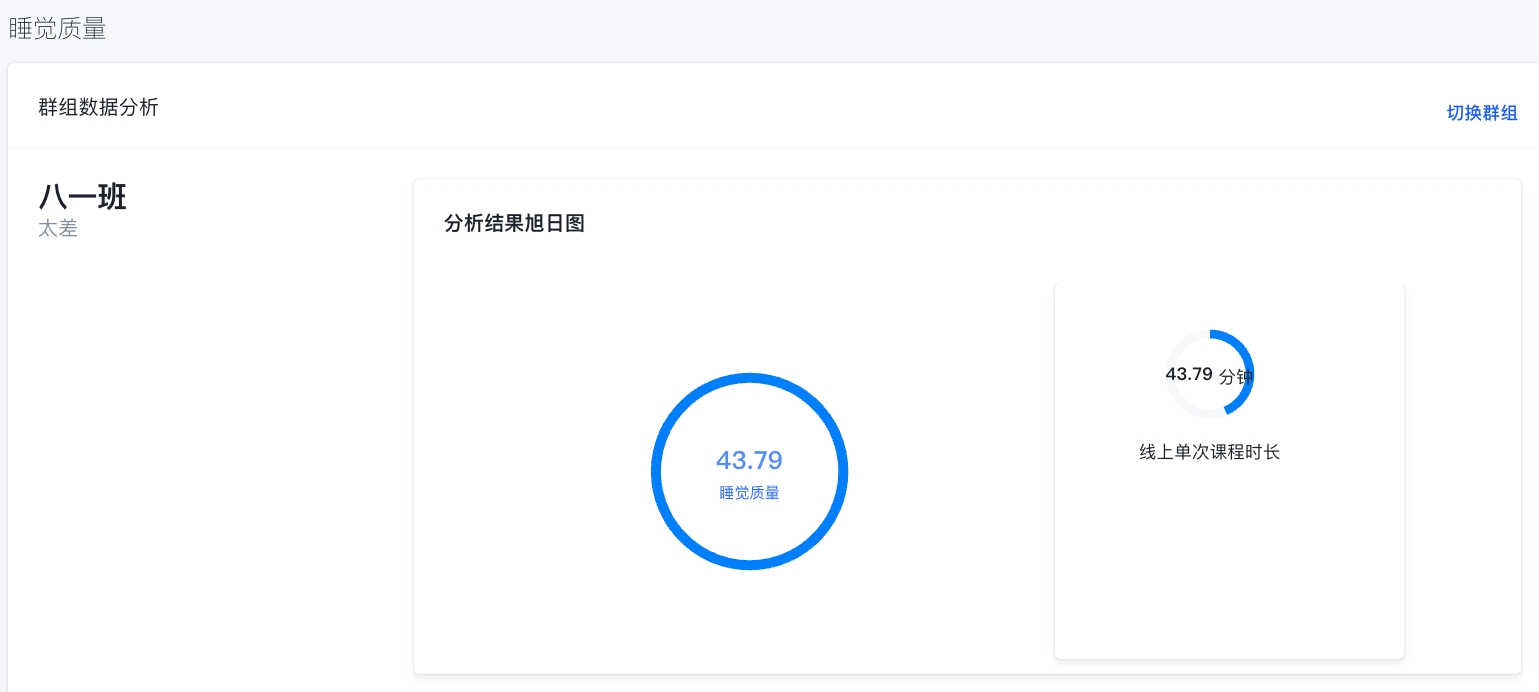 睡觉质量
群组数据分析
切换群组
八一班
太差
分析结果旭日图
43.79
睡觉质量
43.79 分钟
线上单次课程时长